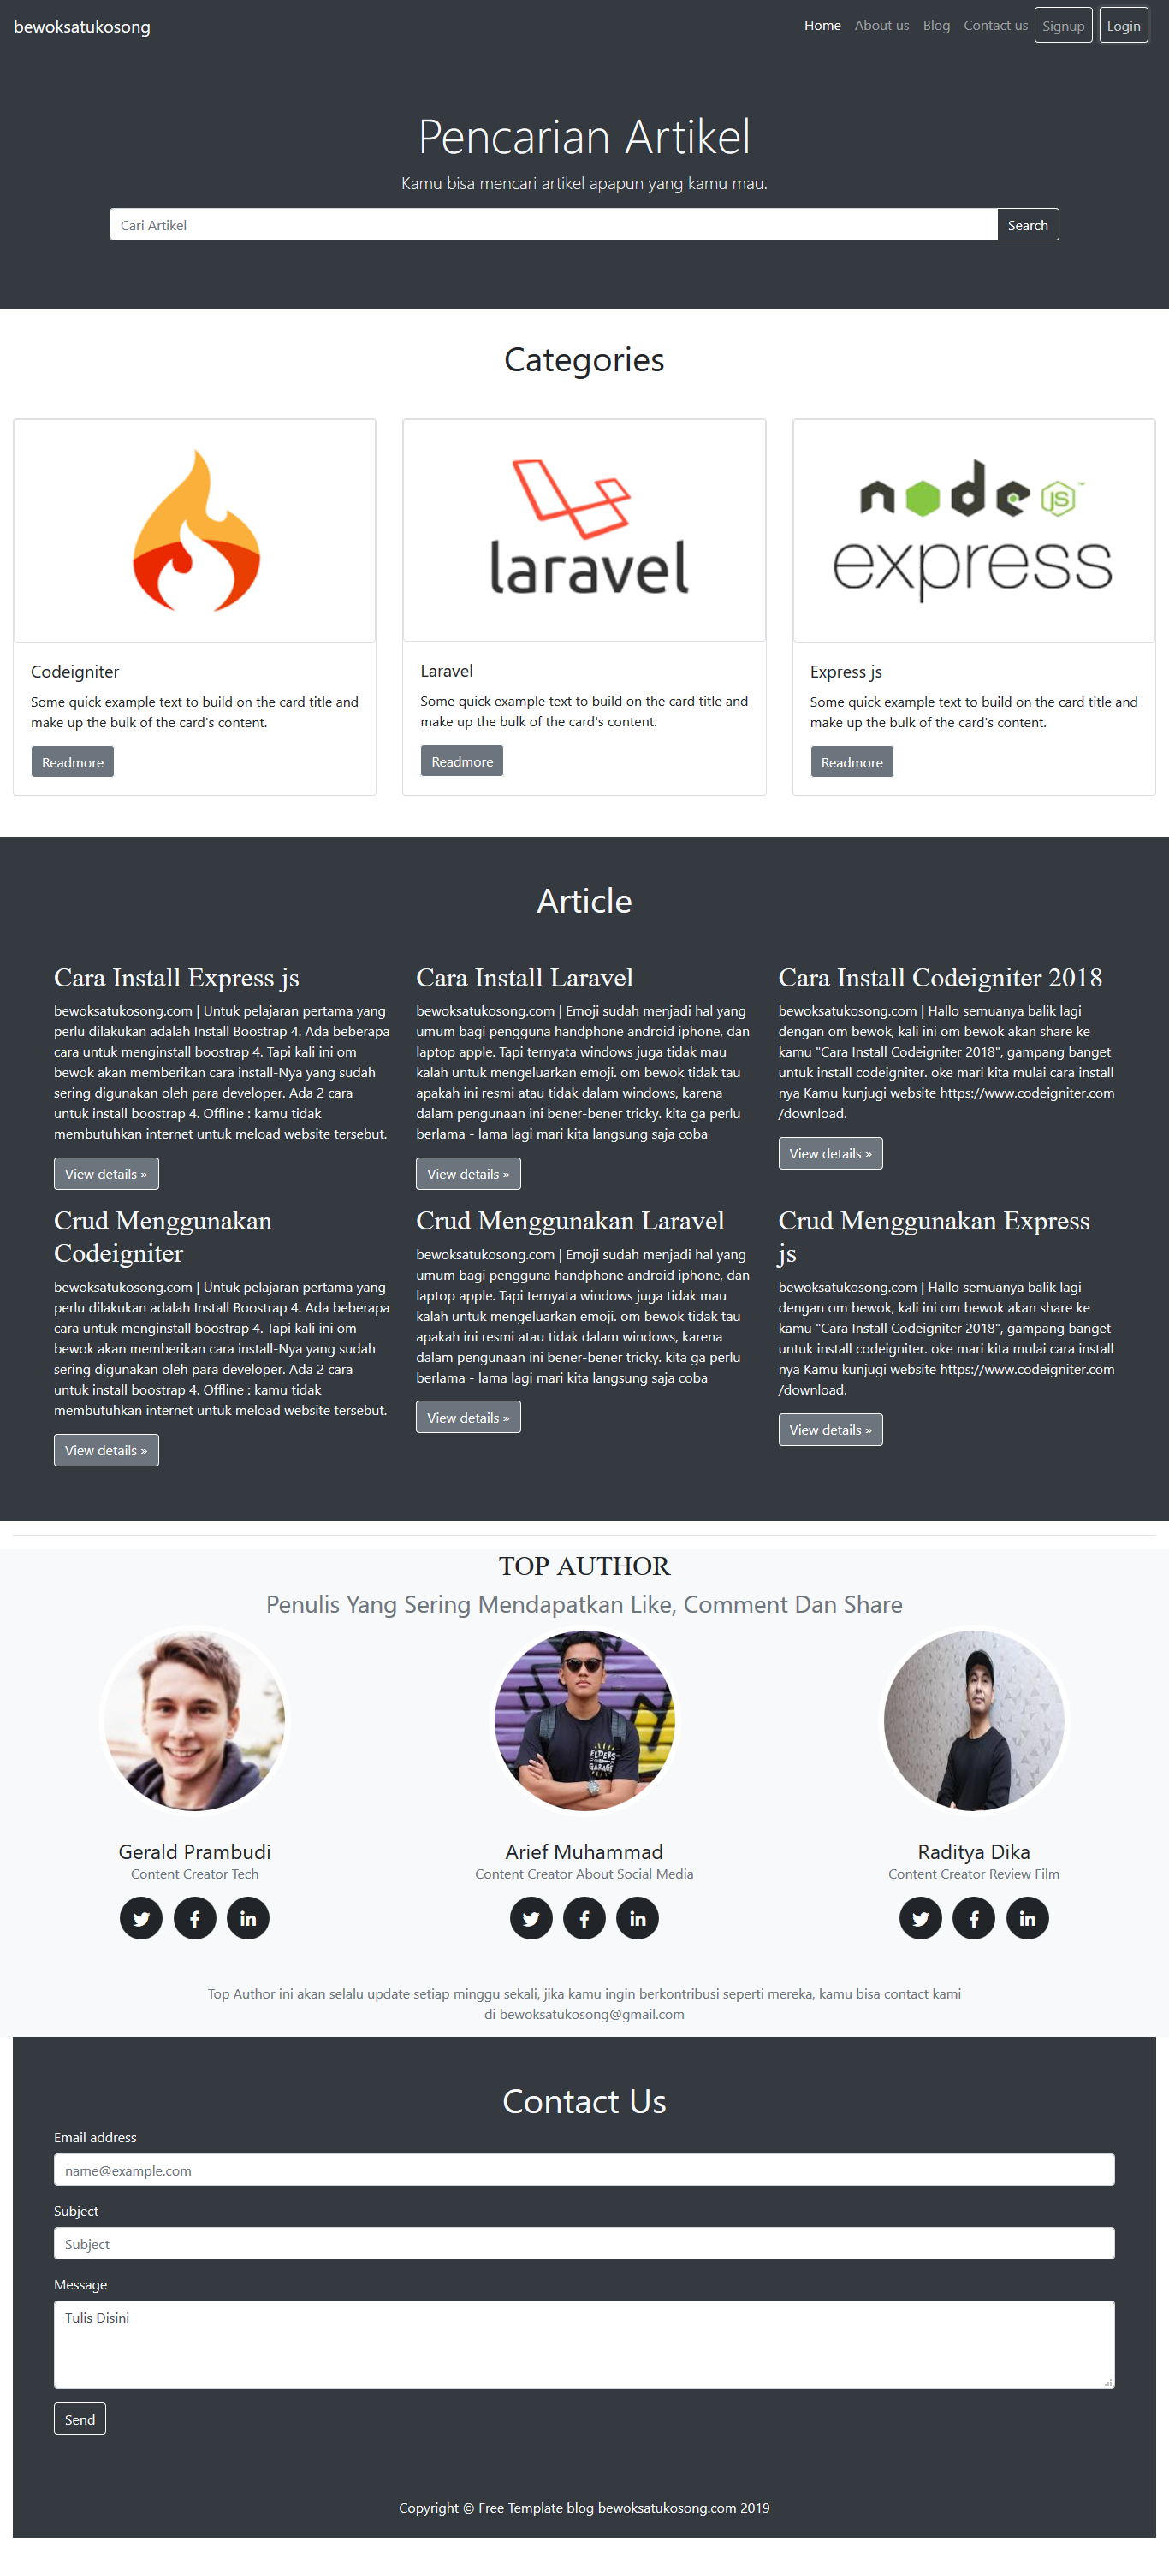 bewoksatukosong
Home About us Blog Contact us Signup Login
Pencarian Artikel
Kamu bisa mencari artikel apapun yang kamu mau.
Cari Artikel Search
Categories
laravel
node JS ™
express
Codeigniter
Some quick example text to build on the card title and
make up the bulk of the card's content.
Readmore
Laravel
Some quick example text to build on the card title and
make up the bulk of the card's content.
Readmore
Express js
Some quick example text to build on the card title and
make up the bulk of the card's content.
Readmore
Article
Cara Install Express js
bewoksatukosong.com | Untuk pelajaran pertama yang
perlu dilakukan adalah Install Boostrap 4. Ada beberapa
cara untuk menginstall boostrap 4. Tapi kali ini om
bewok akan memberikan cara install-Nya yang sudah
sering digunakan oleh para developer. Ada 2 cara
untuk install boostrap 4. Offline : kamu tidak
membutuhkan internet untuk meload website tersebut.
View details »
Cara Install Laravel
bewoksatukosong.com | Emoji sudah menjadi hal yang
umum bagi pengguna handphone android iphone, dan
laptop apple. Tapi ternyata windows juga tidak mau
kalah untuk mengeluarkan emoji. om bewok tidak tau
apakah ini resmi atau tidak dalam windows, karena
dalam pengunaan ini bener-bener tricky. kita ga perlu
berlama - lama lagi mari kita langsung saja coba
View details »
Cara Install Codeigniter 2018
bewoksatukosong.com | Hallo semuanya balik lagi
dengan om bewok, kali ini om bewok akan share ke
kamu "Cara Install Codeigniter 2018", gampang banget
untuk install codeigniter. oke mari kita mulai cara install
nya Kamu kunjugi website https://www.codeigniter.com
/download.
View details »
Crud Menggunakan
Codeigniter
bewoksatukosong.com | Untuk pelajaran pertama yang
perlu dilakukan adalah Install Boostrap 4. Ada beberapa
cara untuk menginstall boostrap 4. Tapi kali ini om
bewok akan memberikan cara install-Nya yang sudah
sering digunakan oleh para developer. Ada 2 cara
untuk install boostrap 4. Offline : kamu tidak
membutuhkan internet untuk meload website tersebut.
View details »
Crud Menggunakan Laravel
bewoksatukosong.com | Emoji sudah menjadi hal yang
umum bagi pengguna handphone android iphone, dan
laptop apple. Tapi ternyata windows juga tidak mau
kalah untuk mengeluarkan emoji. om bewok tidak tau
apakah ini resmi atau tidak dalam windows, karena
dalam pengunaan ini bener-bener tricky. kita ga perlu
berlama - lama lagi mari kita langsung saja coba
View details »
Crud Menggunakan Express
js
bewoksatukosong.com | Hallo semuanya balik lagi
dengan om bewok, kali ini om bewok akan share ke
kamu "Cara Install Codeigniter 2018", gampang banget
untuk install codeigniter. oke mari kita mulai cara install
nya Kamu kunjugi website https://www.codeigniter.com
/download.
View details »
TOP AUTHOR
Penulis Yang Sering Mendapatkan Like, Comment Dan Share
ELDERS
GARAGE
Gerald Prambudi
Content Creator Tech
Arief Muhammad
Content Creator About Social Media
Raditya Dika
Content Creator Review Film
Top Author ini akan selalu update setiap minggu sekali, jika kamu ingin berkontribusi seperti mereka, kamu bisa contact kami
di bewoksatukosong@gmail.com
Contact Us
Email address
name@example.com
Subject
Subject
Message
Tulis Disini
Send
Copyright © Free Template blog bewoksatukosong.com 2019